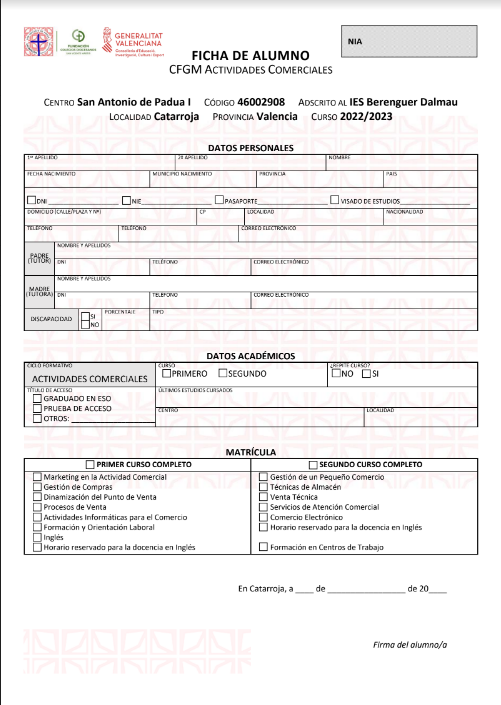 FUNDACIÓN
GENERALITAT
VALENCIANA
Conselleria d'Educació,
NIA
FICHA DE ALUMNO
CFGM ACTIVIDADES COMERCIALES
CENTRO San Antonio de Padua I CÓDIGO 46002908 ADSCRITO AL IES Berenguer Dalmau
LOCALIDAD Catarroja PROVINCIA Valencia CURSO 2022/2023
DATOS PERSONALES
1er APELLIDO 2º APELLIDO NOMBRE
FECHA NACIMIENTO MUNICIPIO NACIMIENTO PROVINCIA PAIS
DNI NIE PASAPORTE VISADO DE ESTUDIOS
DOMICILIO (CALLE/PLAZA Y Nº) CP LOCALIDAD NACIONALIDAD
TELÉFONO TELÉFONO CORREO ELECTRÓNICO
PADRE (TUTOR) NOMBRE Y APELLIDOS
DNI TELÉFONO CORREO ELECTRÓNICO
MADRE (TUTORA) NOMBRE Y APELLIDOS
DNI TELÉFONO CORREO ELECTRÓNICO
DISCAPACIDAD SI PORCENTAJE TIPO
NO
DATOS ACADÉMICOS
CICLO FORMATIVO CURSO ¿REPITE CURSO?
ACTIVIDADES COMERCIALES PRIMERO SEGUNDO NO SI
TÍTULO DE ACCESO ÚLTIMOS ESTUDIOS CURSADOS
GRADUADO EN ESO
PRUEBA DE ACCESO CENTRO LOCALIDAD
OTROS:
MATRÍCULA
PRIMER CURSO COMPLETO SEGUNDO CURSO COMPLETO
Marketing en la Actividad Comercial Gestión de un Pequeño Comercio
Gestión de Compras Técnicas de Almacén
Dinamización del Punto de Venta Venta Técnica
Procesos de Venta Servicios de Atención Comercial
Actividades Informáticas para el Comercio Comercio Electrónico
Formación y Orientación Laboral Horario reservado para la docencia en Inglés
Inglés
Horario reservado para la docencia en Inglés Formación en Centros de Trabajo
En Catarroja, a ____ de __________________ de 20____
Firma del alumno/a